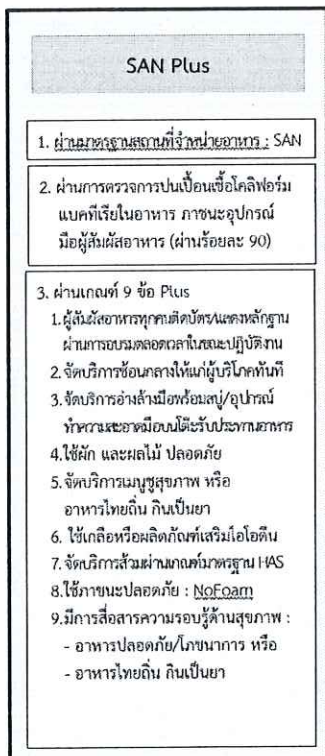 SAN Plus
1. ผ่านมาตรฐานสถานที่จำหน่ายอาหาร : SAN
2. ผ่านการตรวจการปนเปื้อนเชื้อโคลิฟอร์ม
แบคทีเรียในอาหาร ภาชนะอุปกรณ์
มือผู้สัมผัสอาหาร (ผ่านร้อยละ 90)
3. ผ่านเกณฑ์ 9 ข้อ Plus
1.ผู้สัมผัสอาหารทุกคนติดบัตร/แสดงหลักฐาน
ผ่านการอบรมตลอดเวลาในขณะปฏิบัติงาน
2.จัดบริการช้อนกลางให้แก่ผู้บริโภคทันที
3.จัดบริการอ่างล้างมือพร้อมสบู่/อุปกรณ์
ทำความสะอาดมือบนโต๊ะรับประทานอาหาร
4.ใช้ผัก และผลไม้ ปลอดภัย
5.จัดบริการเมนูชูสุขภาพ หรือ
อาหารไทยถิ่น กินเป็นยา
6. ใช้เกลือหรือผลิตภัณฑ์เสริมไอโอดีน
7.จัดบริการส้วมผ่านเกณฑ์มาตรฐาน HAS
8.ใช้ภาชนะปลอดภัย : NoFoam
9.มีการสื่อสารความรอบรู้ด้านสุขภาพ :
- อาหารปลอดภัย/โภชนาการ หรือ
- อาหารไทยถิ่น กินเป็นยา